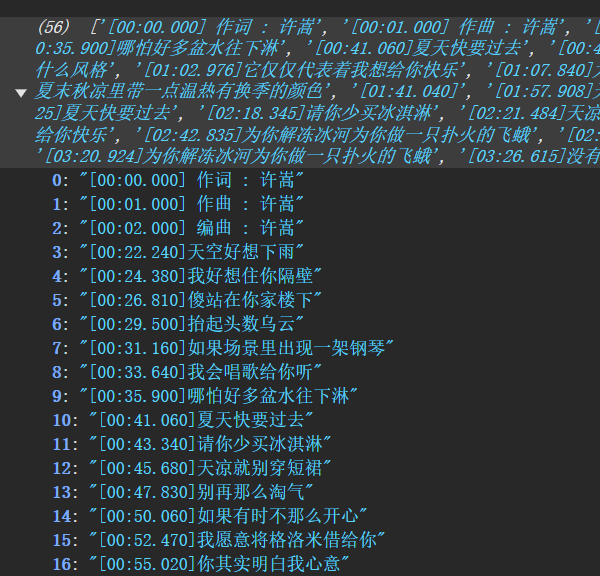 (56) ['[00:00.000] 作词 : 许嵩', '[00:01.000] 作曲 : 许嵩', '[
0:35.900]哪怕好多盆水往下淋', '[00:41.060]夏天快要过去', '[00:4
什么风格', '[01:02.976]它仅仅代表着我想给你快乐', '[01:07.840]
夏末秋凉里带一点温热有换季的颜色', '[01:41.040]', '[01:57.908]
25]夏天快要过去', '[02:18.345]请你少买冰淇淋', '[02:21.484]天凉
给你快乐', '[02:42.835]为你解冻冰河为你做一只扑火的飞蛾', '[02:
'[03:20.924]为你解冻冰河为你做一只扑火的飞蛾', '[03:26.615]没有
0: "[00:00.000] 作词 : 许嵩"
1: "[00:01.000] 作曲 : 许嵩"
2: "[00:02.000] 编曲 : 许嵩"
3: "[00:22.240]天空好想下雨"
4: "[00:24.380]我好想住你隔壁"
5: "[00:26.810]傻站在你家楼下"
6: "[00:29.500]抬起头数乌云"
7: "[00:31.160]如果场景里出现一架钢琴"
8: "[00:33.640]我会唱歌给你听"
9: "[00:35.900]哪怕好多盆水往下淋"
10: "[00:41.060]夏天快要过去"
11: "[00:43.340]请你少买冰淇淋"
12: "[00:45.680]天凉就别穿短裙"
13: "[00:47.830]别再那么淘气"
14: "[00:50.060]如果有时不那么开心"
15: "[00:52.470]我愿意将格洛米借给你"
16: "[00:55.020]你其实明白我心意"